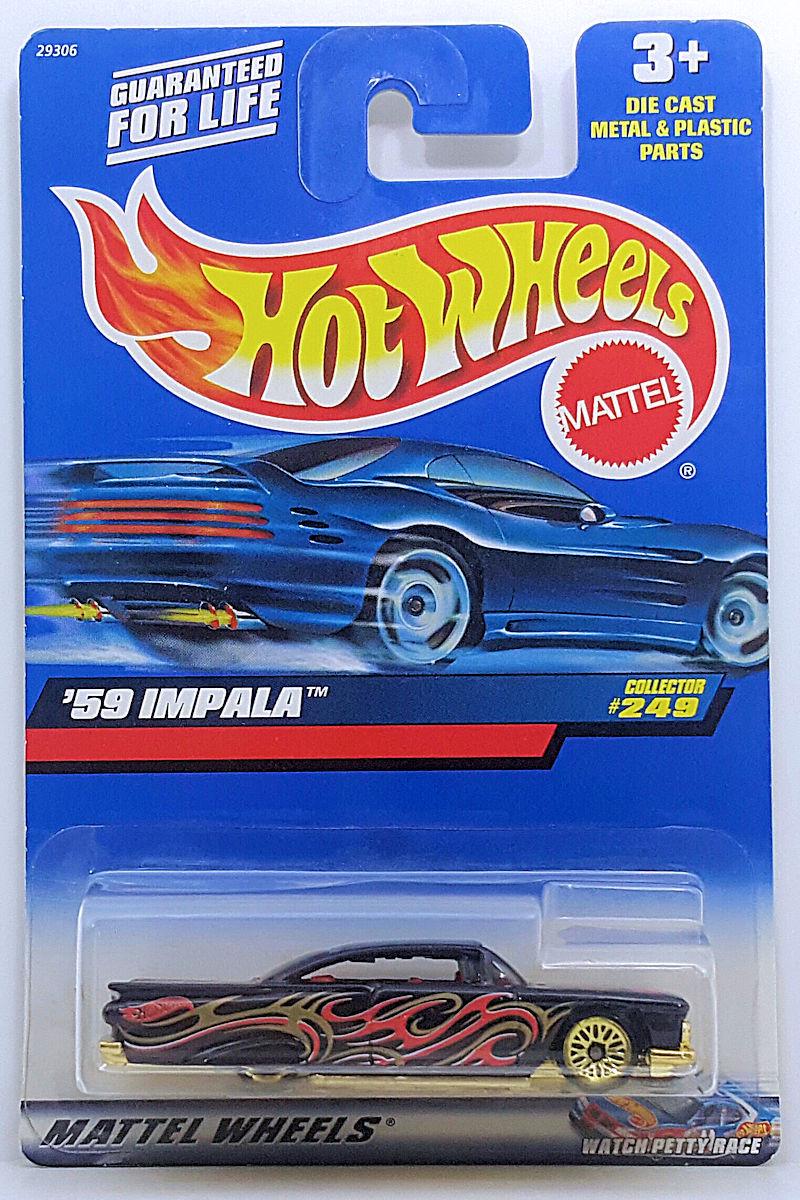 29306
GUARANTEED
FOR LIFE
3+
DIE CAST
METAL & PLASTIC
PARTS
HOT WHEELS
MATTEL
®
'59 IMPALA™
COLLECTOR
#249
MATTEL WHEELS®
WATCH PETTY RACE